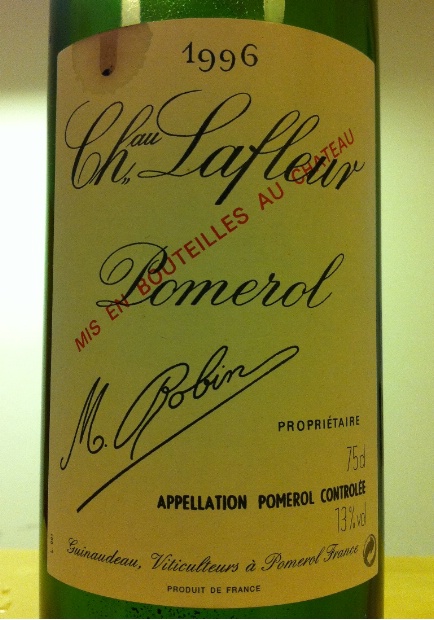 1996
Ch.au Lafleur
MIS EN BOUTEILLES AU CHATEAU
Pomerol
M. Robin
PROPRIÉTAIRE
75cl
APPELLATION POMEROL CONTROLÉE
13%vol
Guinaudeau, Viticulteurs à Pomerol France
PRODUIT DE FRANCE